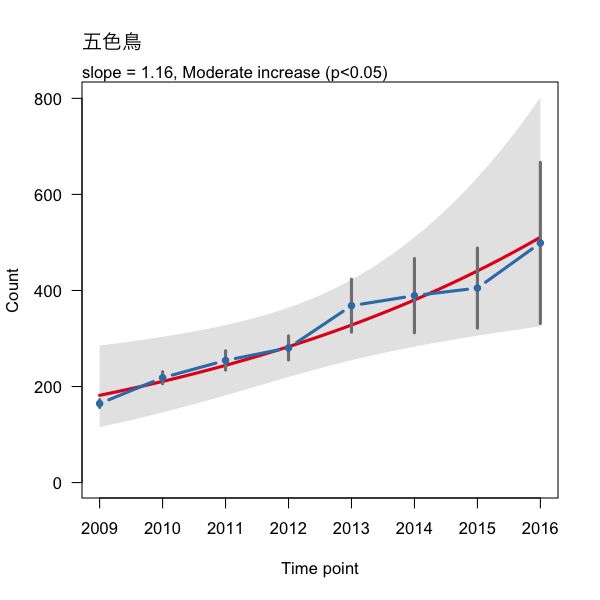 五色鳥
slope = 1.16, Moderate increase (p<0.05)
800
600
400
200
0
Count
2009 2010 2011 2012 2013 2014 2015 2016
Time point